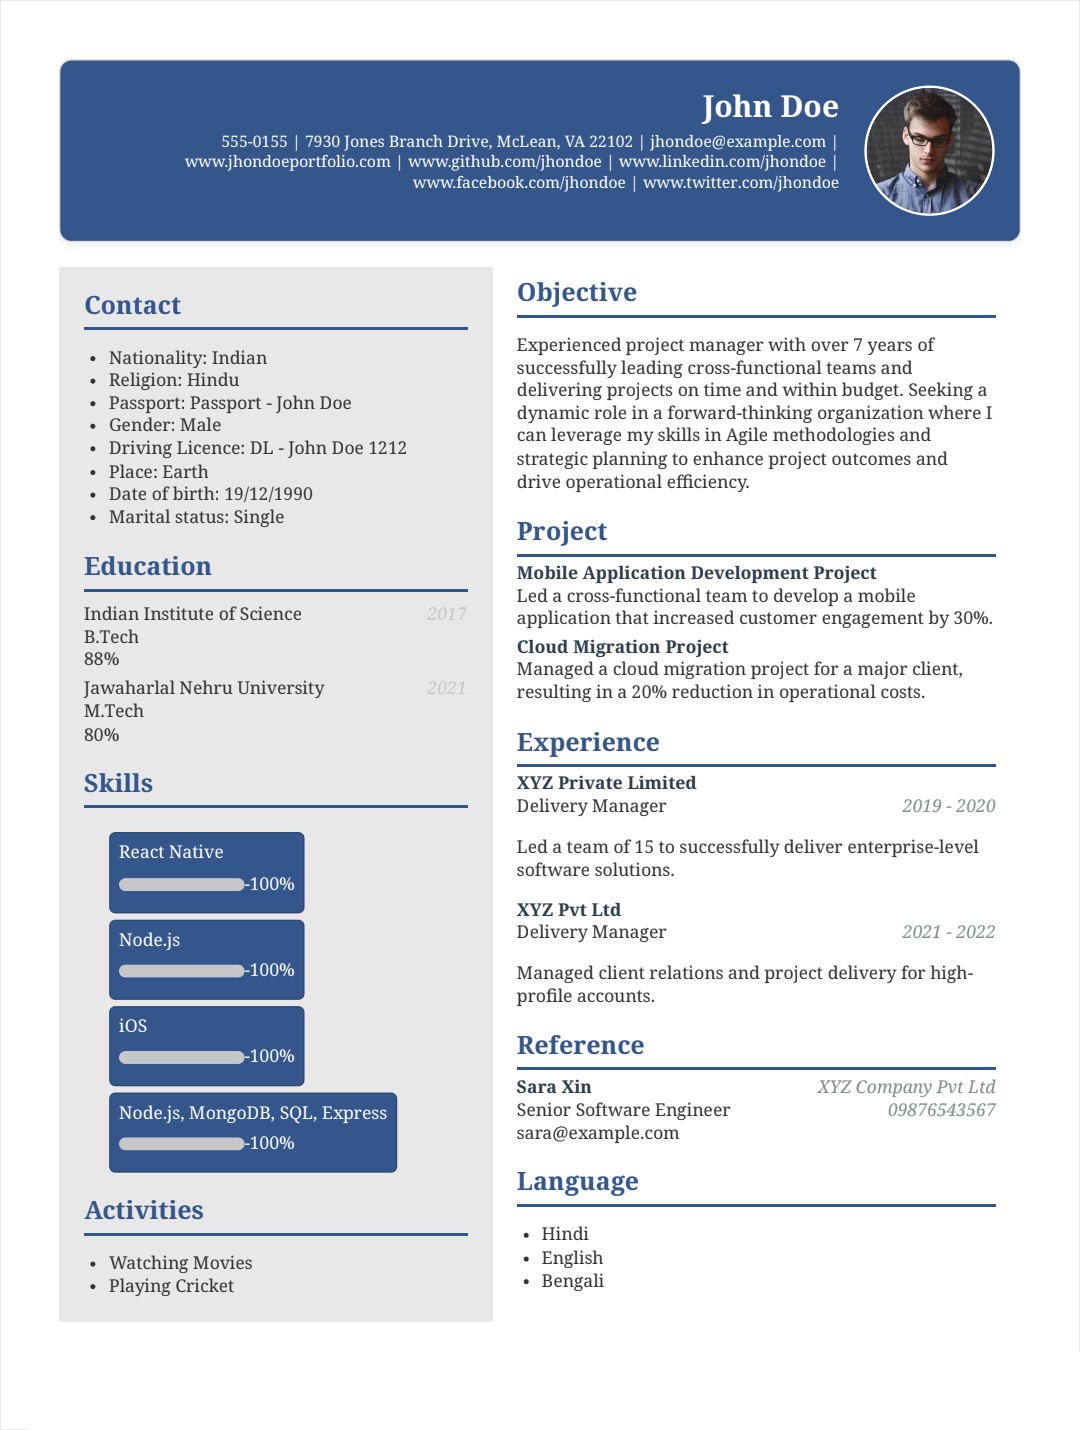 John Doe
555-0155 | 7930 Jones Branch Drive, McLean, VA 22102 | jhondoe@example.com |
www.jhondoeportfolio.com | www.github.com/jhondoe | www.linkedin.com/jhondoe |
www.facebook.com/jhondoe | www.twitter.com/jhondoe
Contact
• Nationality: Indian
• Religion: Hindu
• Passport: Passport - John Doe
• Gender: Male
• Driving Licence: DL - John Doe 1212
• Place: Earth
• Date of birth: 19/12/1990
• Marital status: Single
Education
Indian Institute of Science 2017
B.Tech
88%
Jawaharlal Nehru University 2021
M.Tech
80%
Skills
React Native
-100%
Node.js
-100%
iOS
-100%
Node.js, MongoDB, SQL, Express
-100%
Activities
• Watching Movies
• Playing Cricket
Objective
Experienced project manager with over 7 years of
successfully leading cross-functional teams and
delivering projects on time and within budget. Seeking a
dynamic role in a forward-thinking organization where I
can leverage my skills in Agile methodologies and
strategic planning to enhance project outcomes and
drive operational efficiency.
Project
Mobile Application Development Project
Led a cross-functional team to develop a mobile
application that increased customer engagement by 30%.
Cloud Migration Project
Managed a cloud migration project for a major client,
resulting in a 20% reduction in operational costs.
Experience
XYZ Private Limited
Delivery Manager 2019 - 2020
Led a team of 15 to successfully deliver enterprise-level
software solutions.
XYZ Pvt Ltd
Delivery Manager 2021 - 2022
Managed client relations and project delivery for high-
profile accounts.
Reference
Sara Xin XYZ Company Pvt Ltd
Senior Software Engineer 09876543567
sara@example.com
Language
• Hindi
• English
• Bengali